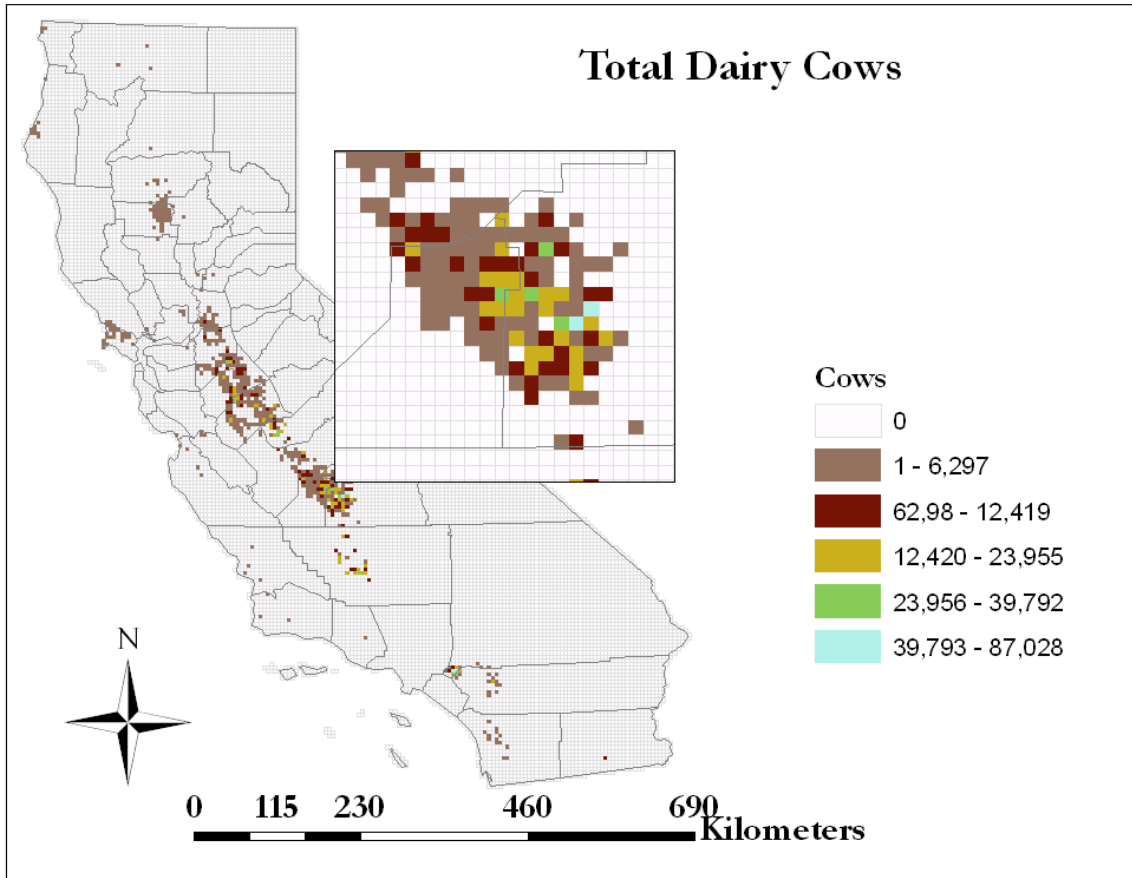 Total Dairy Cows
Cows
0
1 - 6,297
62,98 - 12,419
12,420 - 23,955
23,956 - 39,792
39,793 - 87,028
N
0 115 230 460 690
Kilometers